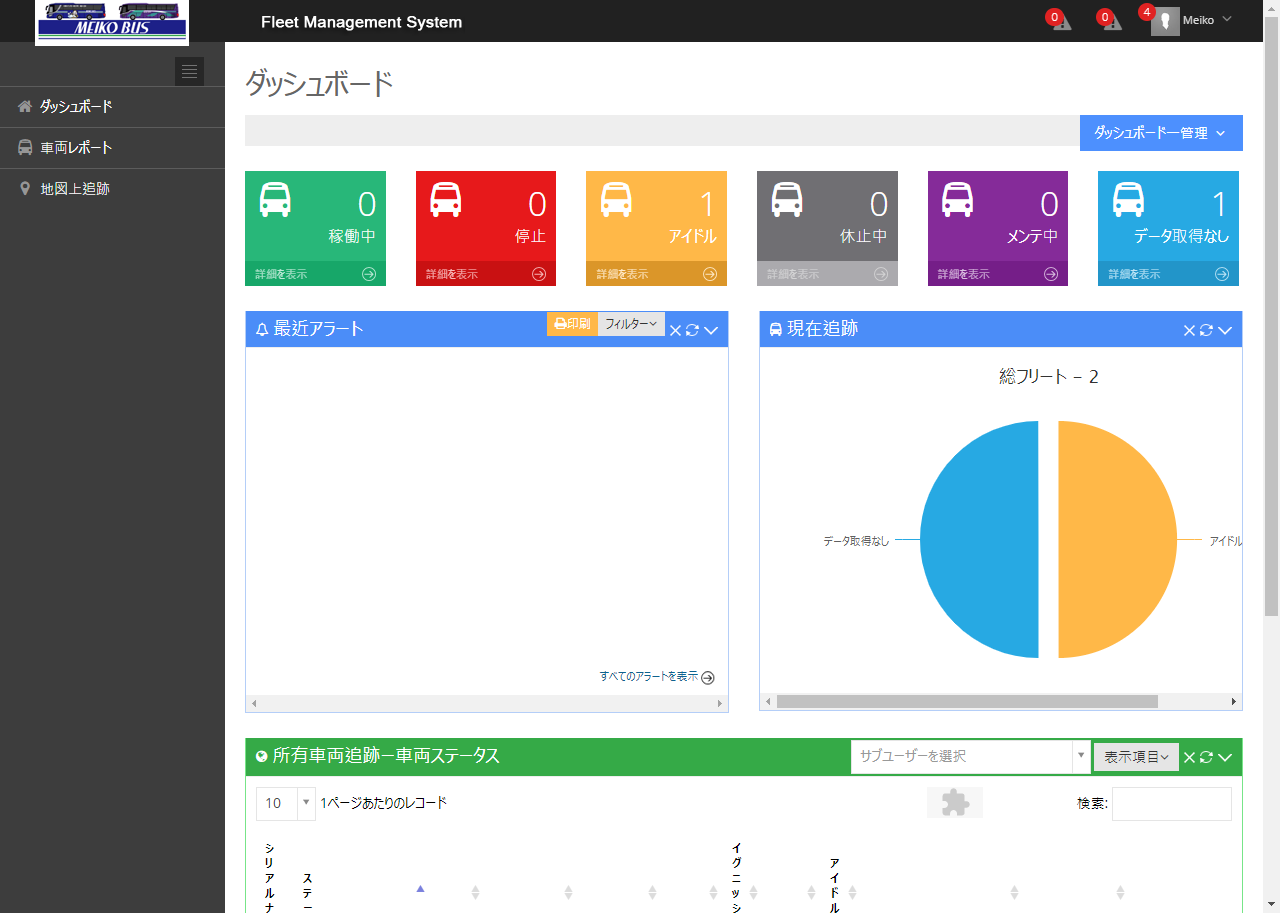 MEIKO BUS
Fleet Management System
0
0
4
Meiko
ダッシュボード
車両レポート
地図上追跡
ダッシュボード
ダッシュボードー管理
0
稼働中
詳細を表示
0
停止
詳細を表示
1
アイドル
詳細を表示
0
休止中
詳細を表示
0
メンテ中
詳細を表示
1
データ取得なし
詳細を表示
最近アラート
印刷
フィルター
すべてのアラートを表示
現在追跡
総フリート – 2
データ取得なし
アイドル
所有車両追跡－車両ステータス
サブユーザーを選択
表示項目
10
1ページあたりのレコード
検索:
シリアルナ
ステー
イグニッシ
アイドル